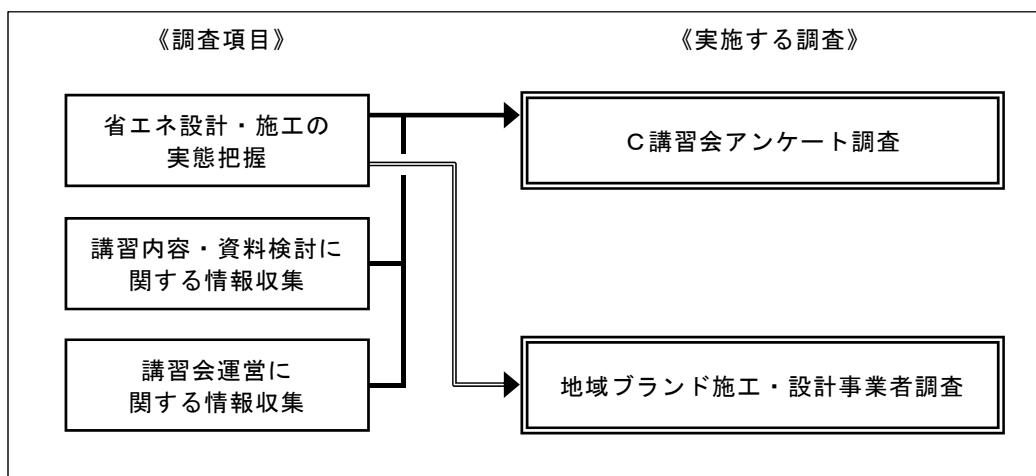 《調査項目》
《実施する調査》
省エネ設計・施工の
実態把握
Ｃ講習会アンケート調査
講習内容・資料検討に
関する情報収集
講習会運営に
関する情報収集
地域ブランド施工・設計事業者調査